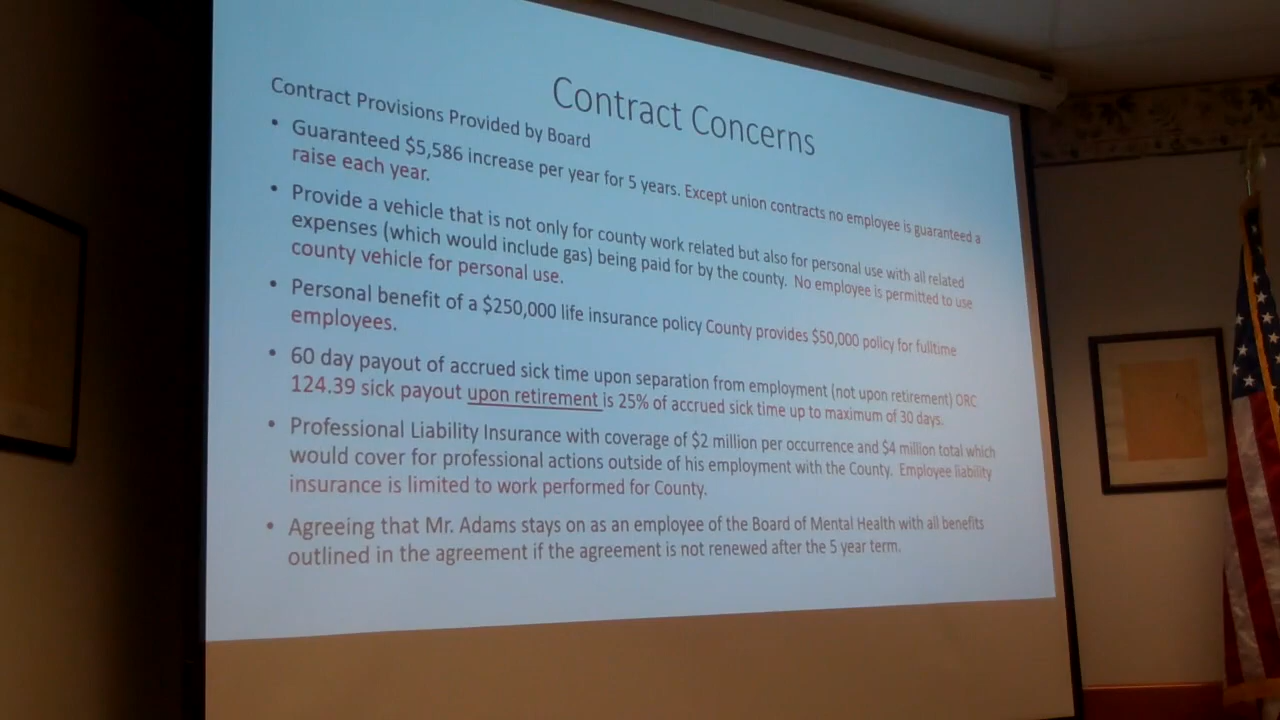 Contract Concerns
Contract Provisions Provided by Board
• Guaranteed $5,586 increase per year for 5 years. Except union contracts no employee is guaranteed a
raise each year.
• Provide a vehicle that is not only for county work related but also for personal use with all related
expenses (which would include gas) being paid for by the county. No employee is permitted to use
county vehicle for personal use.
• Personal benefit of a $250,000 life insurance policy County provides $50,000 policy for fulltime
employees.
• 60 day payout of accrued sick time upon separation from employment (not upon retirement) ORC
124.39 sick payout upon retirement is 25% of accrued sick time up to maximum of 30 days.
• Professional Liability Insurance with coverage of $2 million per occurrence and $4 million total which
would cover for professional actions outside of his employment with the County. Employee liability
insurance is limited to work performed for County.
• Agreeing that Mr. Adams stays on as an employee of the Board of Mental Health with all benefits
outlined in the agreement if the agreement is not renewed after the 5 year term.